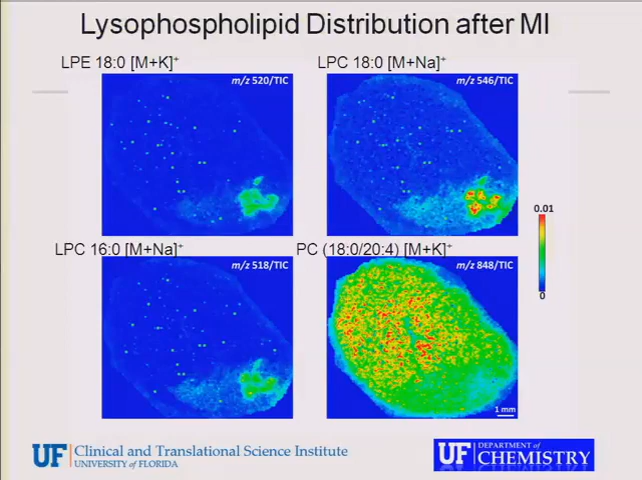 Lysophospholipid Distribution after MI
LPE 18:0 [M+K]⁺
LPC 18:0 [M+Na]⁺
m/z 520/TIC
m/z 546/TIC
0.01
0
LPC 16:0 [M+Na]⁺
PC (18:0/20:4) [M+K]⁺
m/z 518/TIC
m/z 848/TIC
1 mm
UF Clinical and Translational Science Institute
UNIVERSITY of FLORIDA
UF DEPARTMENT of
CHEMISTRY